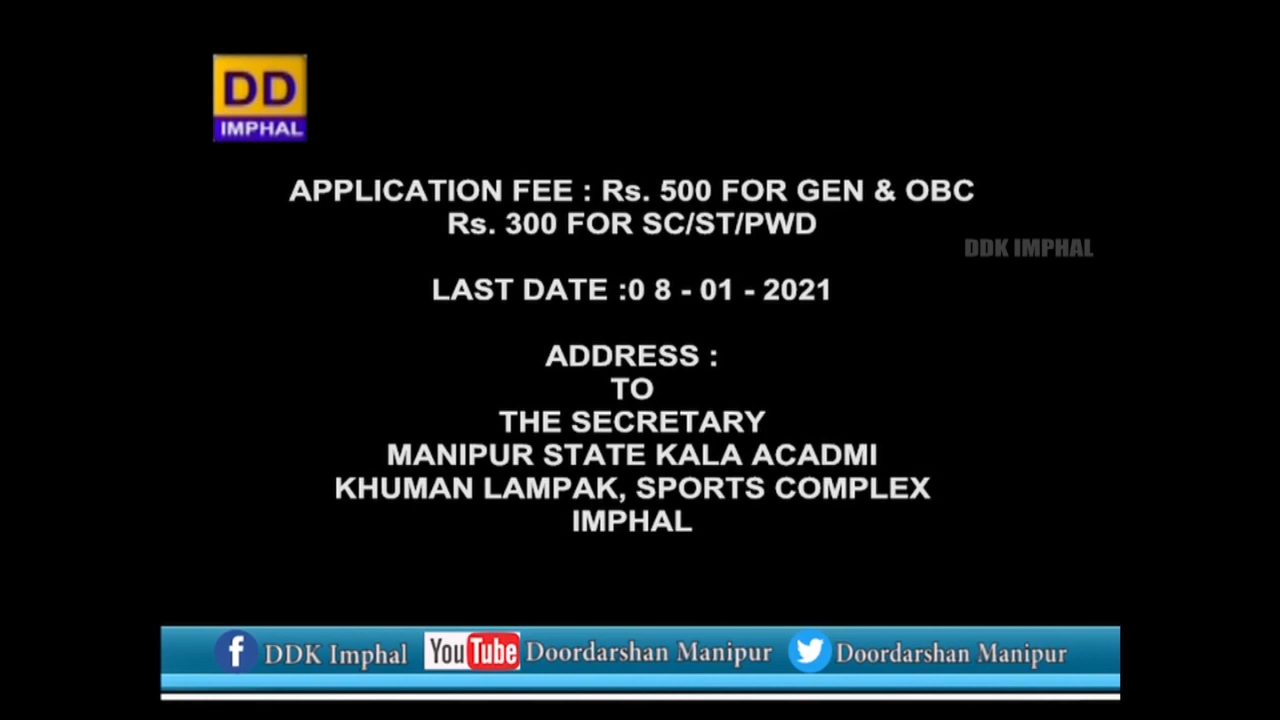 DD
IMPHAL
APPLICATION FEE : Rs. 500 FOR GEN & OBC
Rs. 300 FOR SC/ST/PWD
DDK IMPHAL
LAST DATE :0 8 - 01 - 2021
ADDRESS :
TO
THE SECRETARY
MANIPUR STATE KALA ACADMI
KHUMAN LAMPAK, SPORTS COMPLEX
IMPHAL
f DDK Imphal YouTube Doordarshan Manipur Doordarshan Manipur